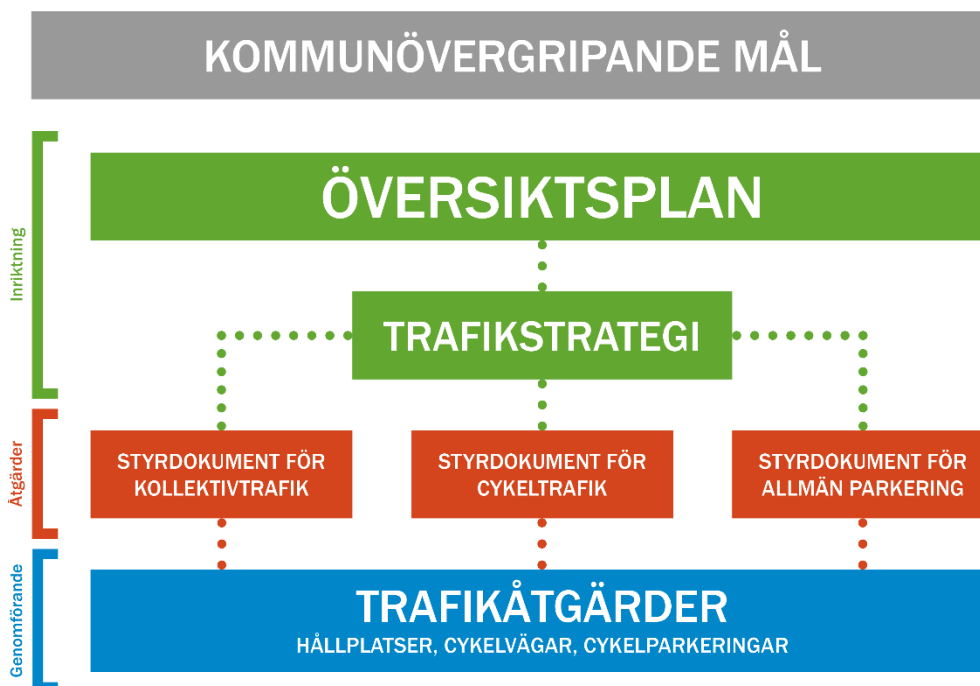 KOMMUNÖVERGRIPANDE MÅL
Inriktning
ÖVERSIKTSPLAN
TRAFIKSTRATEGI
Åtgärder
STYRDOKUMENT FÖR
KOLLEKTIVTRAFIK
STYRDOKUMENT FÖR
CYKELTRAFIK
STYRDOKUMENT FÖR
ALLMÄN PARKERING
Genomförande
TRAFIKÅTGÄRDER
HÅLLPLATSER, CYKELVÄGAR, CYKELPARKERINGAR